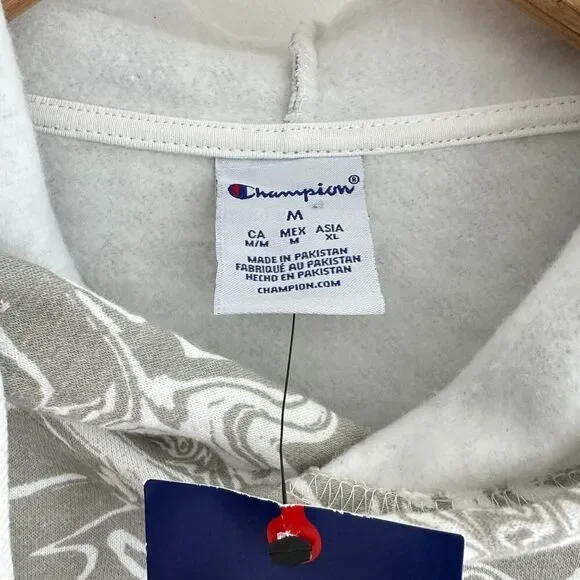 Champion®
M
CA MEX ASIA
M/M M XL
MADE IN PAKISTAN
FABRIQUÉ AU PAKISTAN
HECHO EN PAKISTAN
CHAMPION.COM